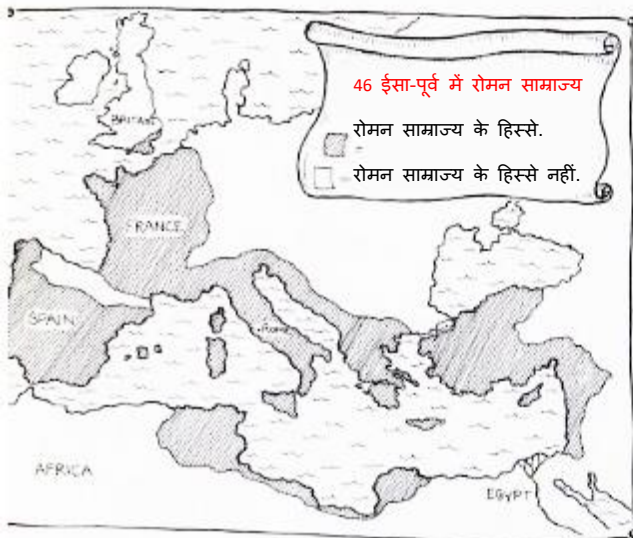 46 ईसा-पूर्व में रोमन साम्राज्य
रोमन साम्राज्य के हिस्से.
रोमन साम्राज्य के हिस्से नहीं.
BRITAIN
FRANCE
SPAIN
ROME
AFRICA
EGYPT